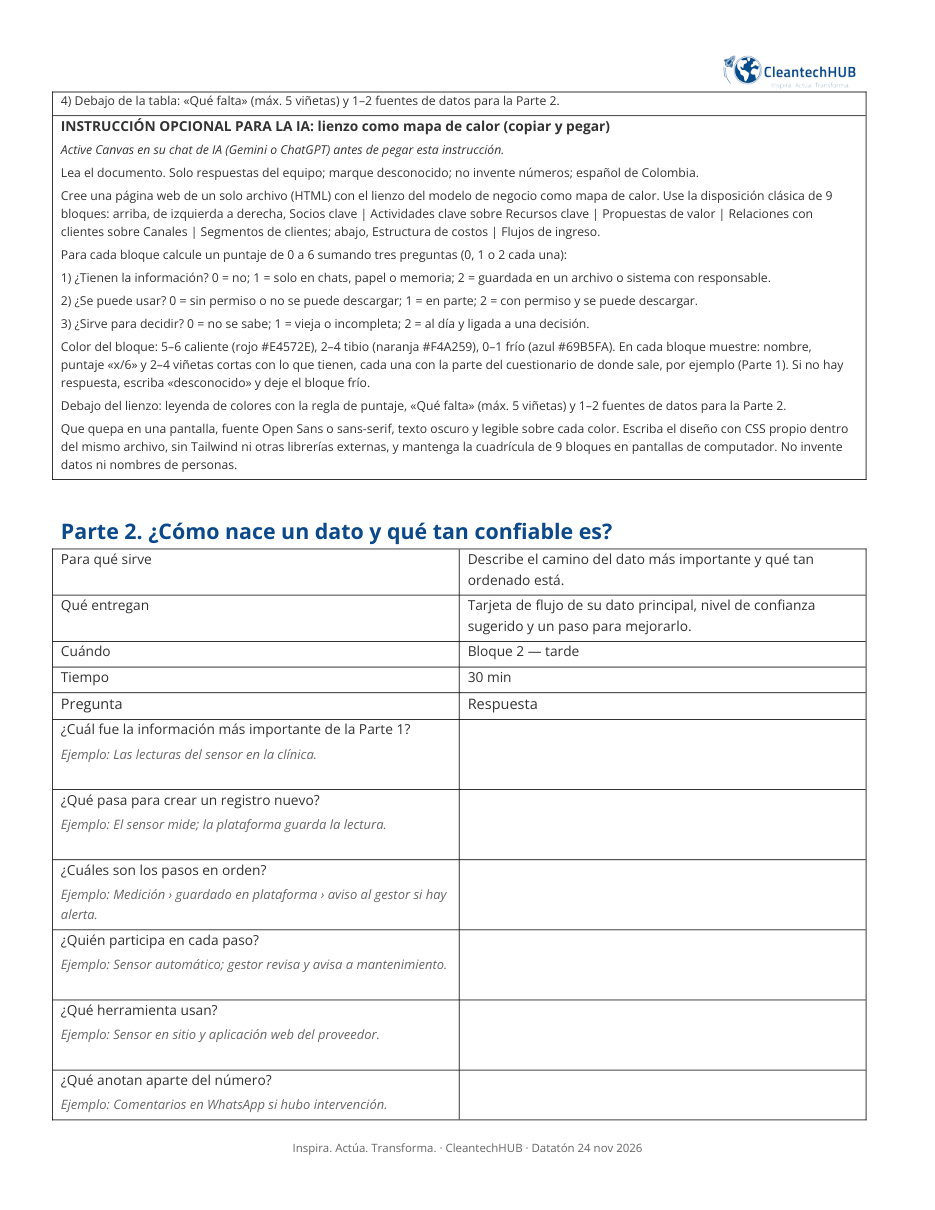 CleantechHUB
Inspira. Actúa. Transforma.
4) Debajo de la tabla: «Qué falta» (máx. 5 viñetas) y 1–2 fuentes de datos para la Parte 2.
INSTRUCCIÓN OPCIONAL PARA LA IA: lienzo como mapa de calor (copiar y pegar)
Active Canvas en su chat de IA (Gemini o ChatGPT) antes de pegar esta instrucción.
Lea el documento. Solo respuestas del equipo; marque desconocido; no invente números; español de Colombia.
Cree una página web de un solo archivo (HTML) con el lienzo del modelo de negocio como mapa de calor. Use la disposición clásica de 9
bloques: arriba, de izquierda a derecha, Socios clave | Actividades clave sobre Recursos clave | Propuestas de valor | Relaciones con
clientes sobre Canales | Segmentos de clientes; abajo, Estructura de costos | Flujos de ingreso.
Para cada bloque calcule un puntaje de 0 a 6 sumando tres preguntas (0, 1 o 2 cada una):
1) ¿Tienen la información? 0 = no; 1 = solo en chats, papel o memoria; 2 = guardada en un archivo o sistema con responsable.
2) ¿Se puede usar? 0 = sin permiso o no se puede descargar; 1 = en parte; 2 = con permiso y se puede descargar.
3) ¿Sirve para decidir? 0 = no se sabe; 1 = vieja o incompleta; 2 = al día y ligada a una decisión.
Color del bloque: 5–6 caliente (rojo #E4572E), 2–4 tibio (naranja #F4A259), 0–1 frío (azul #69B5FA). En cada bloque muestre: nombre,
puntaje «x/6» y 2–4 viñetas cortas con lo que tienen, cada una con la parte del cuestionario de donde sale, por ejemplo (Parte 1). Si no hay
respuesta, escriba «desconocido» y deje el bloque frío.
Debajo del lienzo: leyenda de colores con la regla de puntaje, «Qué falta» (máx. 5 viñetas) y 1–2 fuentes de datos para la Parte 2.
Que quepa en una pantalla, fuente Open Sans o sans-serif, texto oscuro y legible sobre cada color. Escriba el diseño con CSS propio dentro
del mismo archivo, sin Tailwind ni otras librerías externas, y mantenga la cuadrícula de 9 bloques en pantallas de computador. No invente
datos ni nombres de personas.
Parte 2. ¿Cómo nace un dato y qué tan confiable es?
Para qué sirve
Describe el camino del dato más importante y qué tan
ordenado está.
Qué entregan
Tarjeta de flujo de su dato principal, nivel de confianza
sugerido y un paso para mejorarlo.
Cuándo
Bloque 2 — tarde
Tiempo
30 min
Pregunta
Respuesta
¿Cuál fue la información más importante de la Parte 1?
Ejemplo: Las lecturas del sensor en la clínica.
¿Qué pasa para crear un registro nuevo?
Ejemplo: El sensor mide; la plataforma guarda la lectura.
¿Cuáles son los pasos en orden?
Ejemplo: Medición › guardado en plataforma › aviso al gestor si hay
alerta.
¿Quién participa en cada paso?
Ejemplo: Sensor automático; gestor revisa y avisa a mantenimiento.
¿Qué herramienta usan?
Ejemplo: Sensor en sitio y aplicación web del proveedor.
¿Qué anotan aparte del número?
Ejemplo: Comentarios en WhatsApp si hubo intervención.
Inspira. Actúa. Transforma. · CleantechHUB · Datatón 24 nov 2026